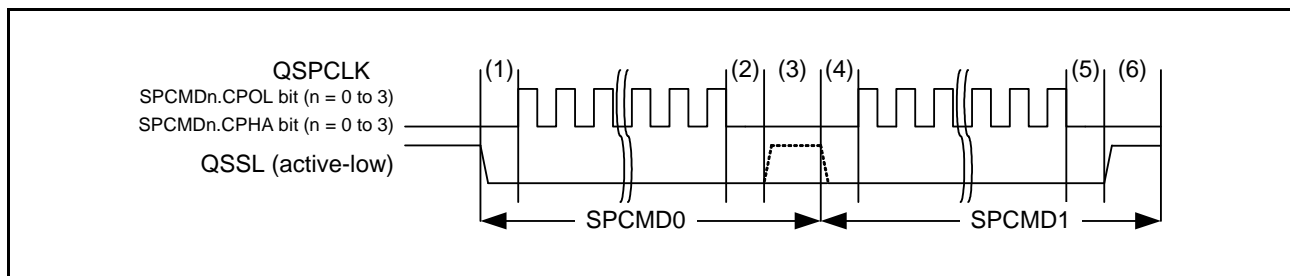 QSPCLK
(1)
(2)
(3)
(4)
(5)
(6)
SPCMDn.CPOL bit (n = 0 to 3)
SPCMDn.CPHA bit (n = 0 to 3)
QSSL (active-low)
SPCMD0
SPCMD1